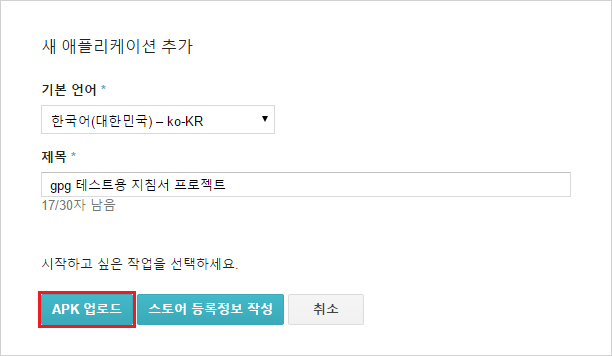 새 애플리케이션 추가
기본 언어 *
한국어(대한민국) – ko-KR
제목 *
gpg 테스트용 지침서 프로젝트
17/30자 남음
시작하고 싶은 작업을 선택하세요.
APK 업로드 스토어 등록정보 작성 취소